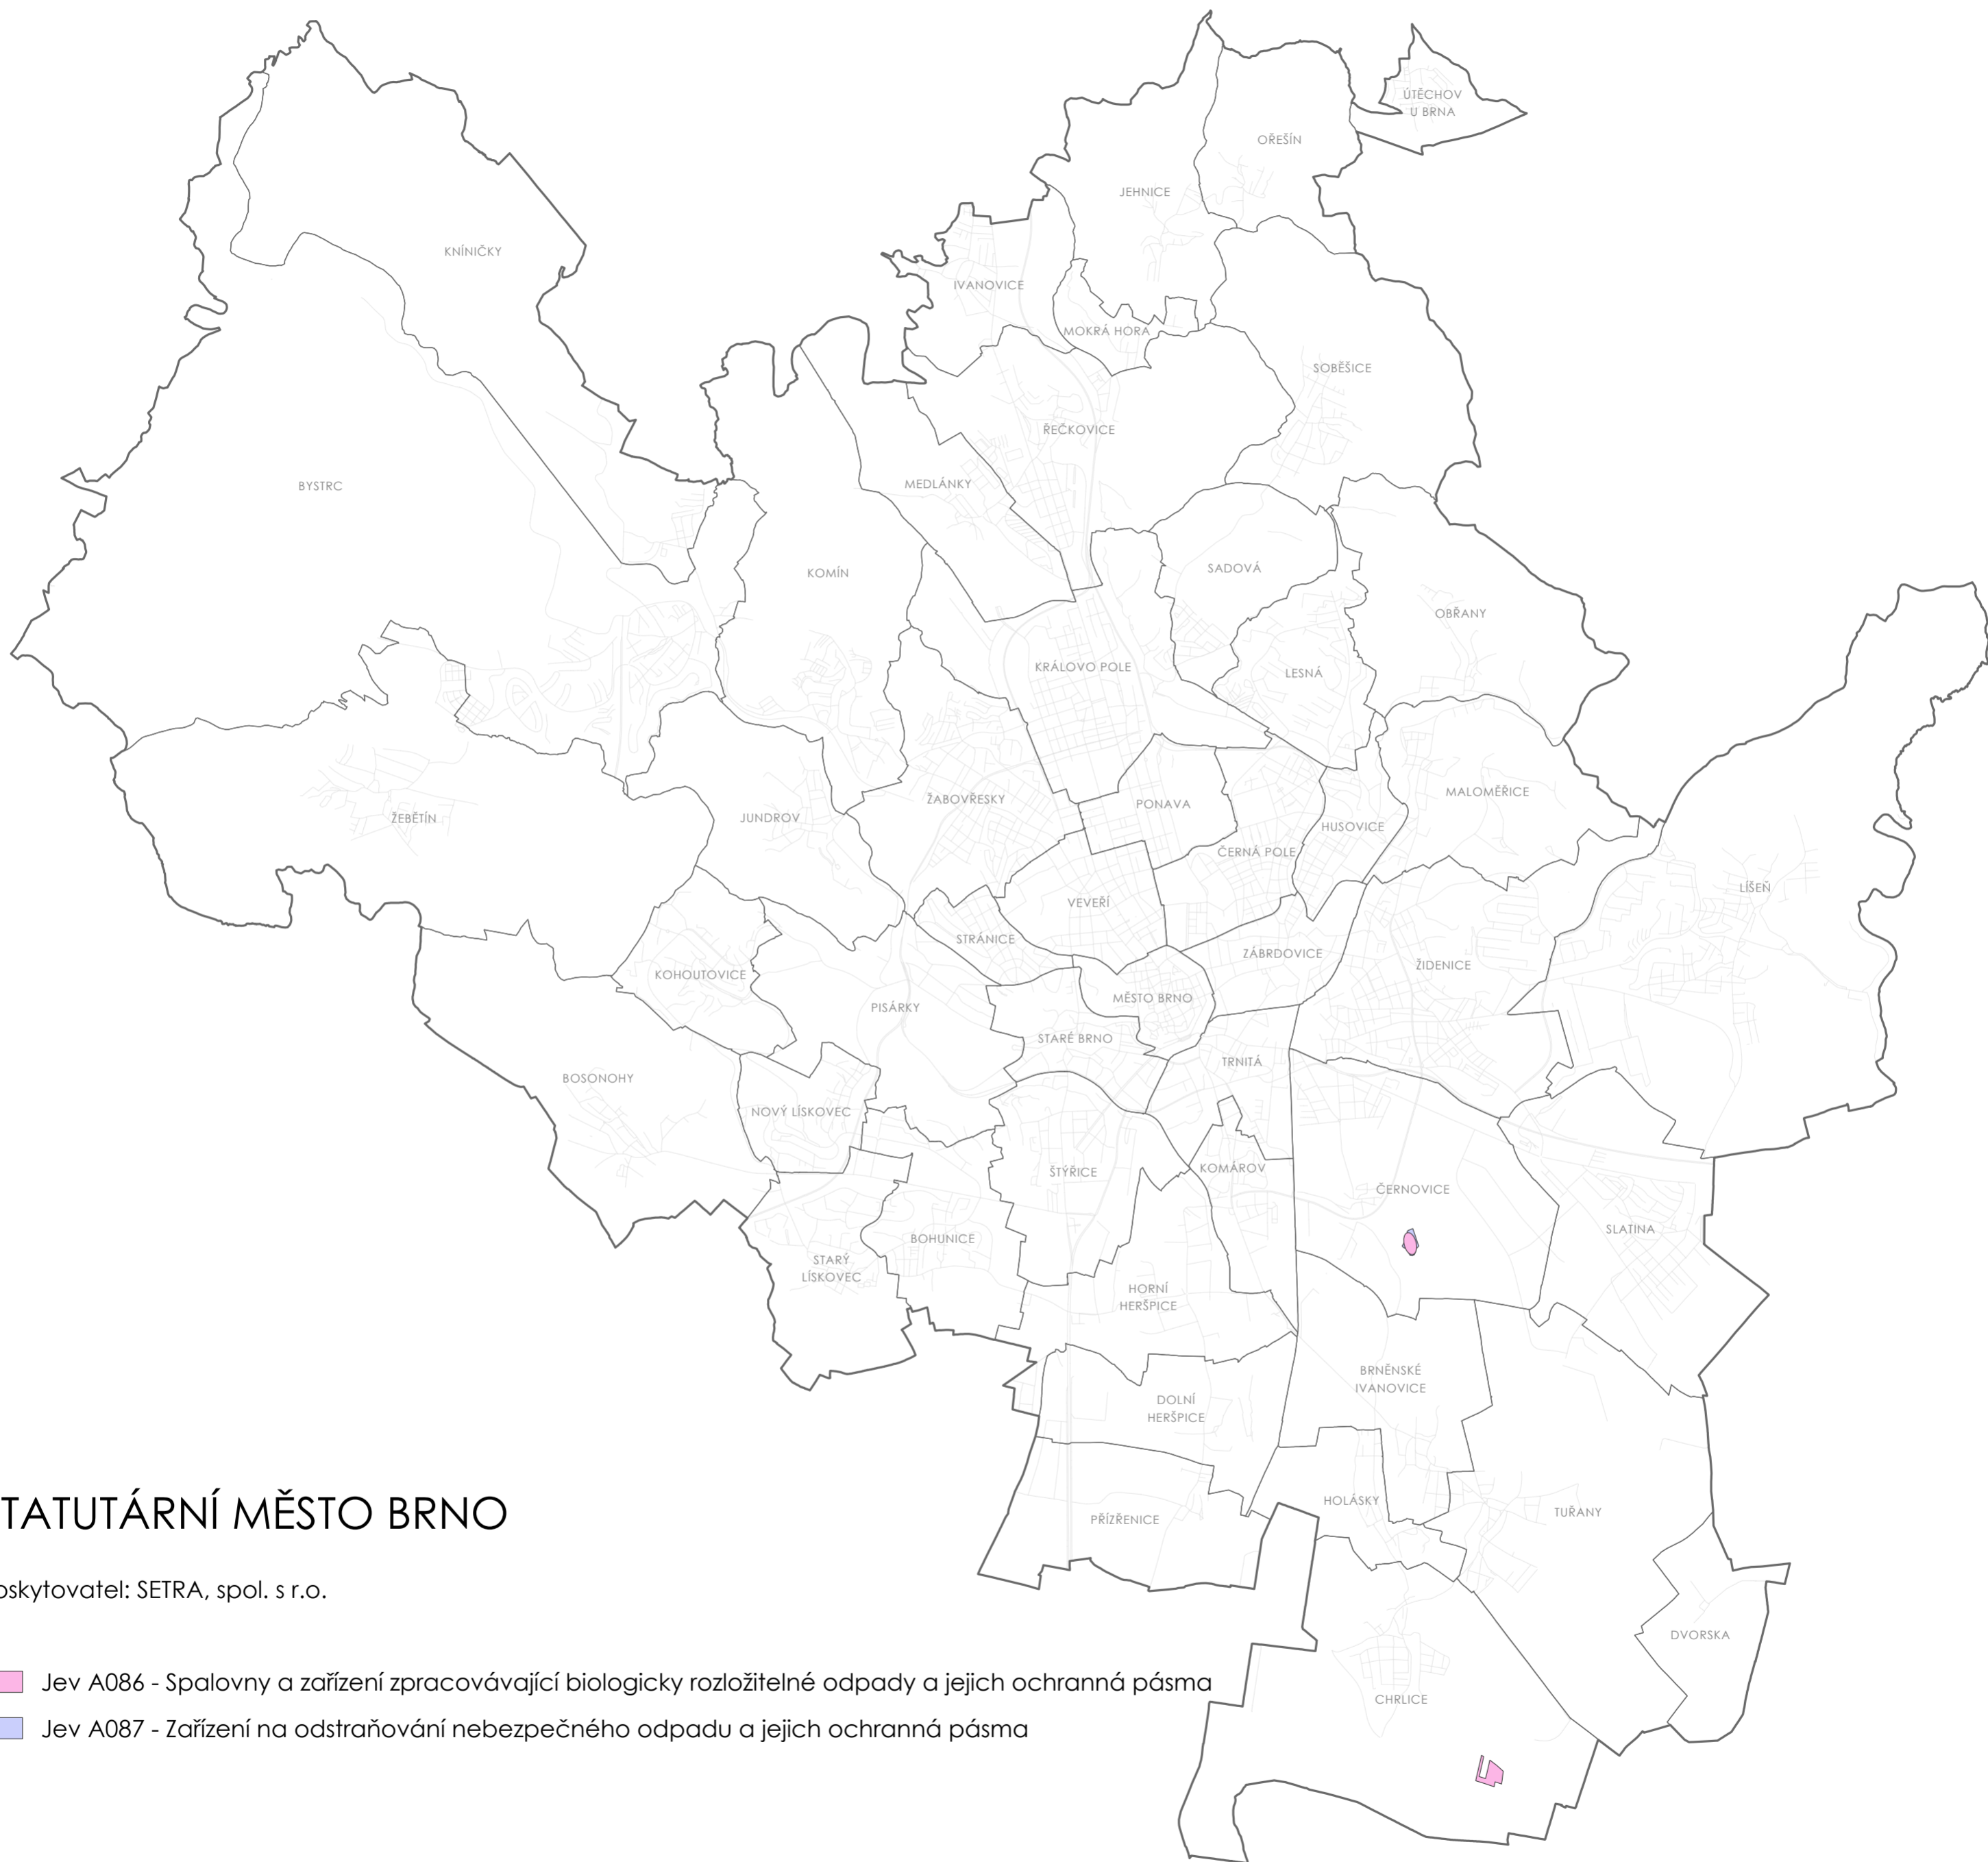 ÚTĚCHOV
U BRNA
OŘEŠÍN
JEHNICE
KNÍNIČKY
IVANOVICE
MOKRÁ HORA
SOBĚŠICE
ŘEČKOVICE
MEDLÁNKY
BYSTRC
SADOVÁ
KOMÍN
OBŘANY
KRÁLOVO POLE
LESNÁ
MALOMĚŘICE
ŽABOVŘESKY
PONAVA
ŽEBĚTÍN
JUNDROV
HUSOVICE
ČERNÁ POLE
LÍŠEŇ
VEVEŘÍ
STRÁNICE
ZÁBRDOVICE
ŽIDENICE
KOHOUTOVICE
MĚSTO BRNO
PISÁRKY
STARÉ BRNO
TRNITÁ
BOSONOHY
NOVÝ LÍSKOVEC
ŠTÝŘICE
KOMÁROV
ČERNOVICE
SLATINA
BOHUNICE
STARÝ
LÍSKOVEC
HORNÍ
HERŠPICE
BRNĚNSKÉ
IVANOVICE
DOLNÍ
HERŠPICE
HOLÁSKY
TUŘANY
PŘÍZŘENICE
DVORSKA
CHRLICE
TATUTÁRNÍ MĚSTO BRNO
oskytovatel: SETRA, spol. s r.o.
Jev A086 - Spalovny a zařízení zpracovávající biologicky rozložitelné odpady a jejich ochranná pásma
Jev A087 - Zařízení na odstraňování nebezpečného odpadu a jejich ochranná pásma